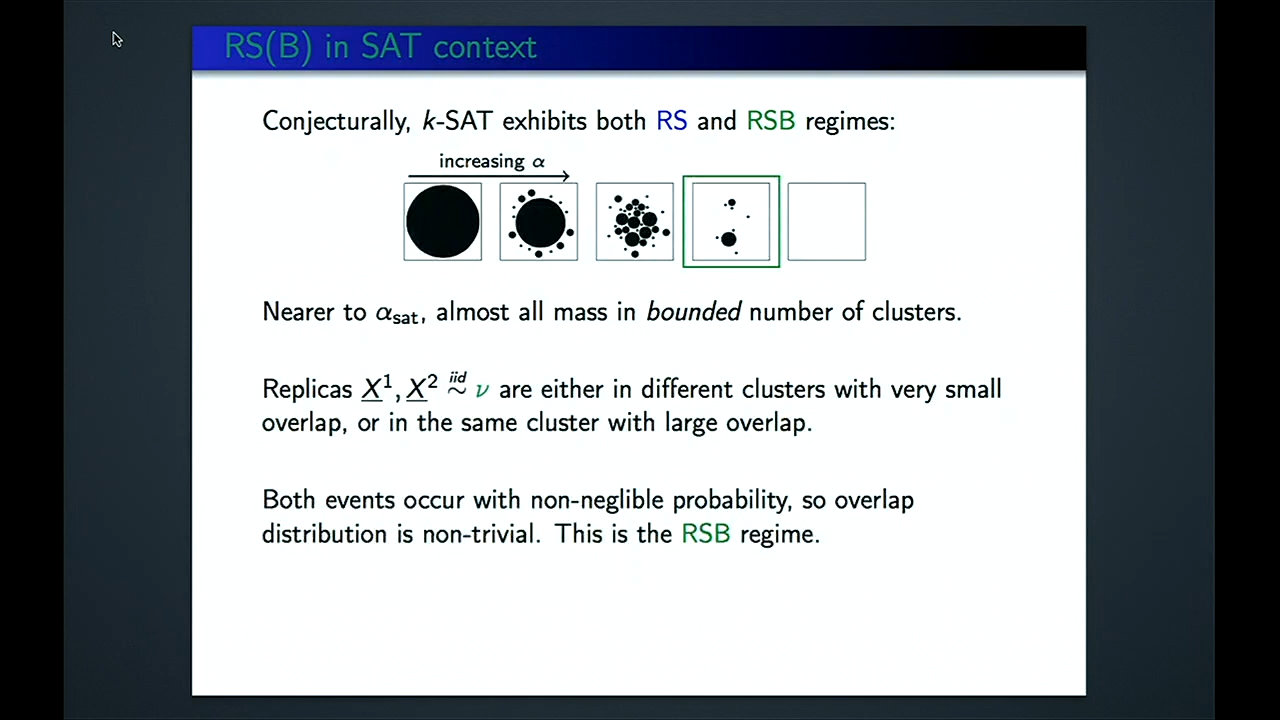 RS(B) in SAT context
Conjecturally, k-SAT exhibits both RS and RSB regimes:
increasing α
Nearer to α_sat, almost all mass in bounded number of clusters.
Replicas X¹, X² iid ~ ν are either in different clusters with very small
overlap, or in the same cluster with large overlap.
Both events occur with non-neglible probability, so overlap
distribution is non-trivial. This is the RSB regime.